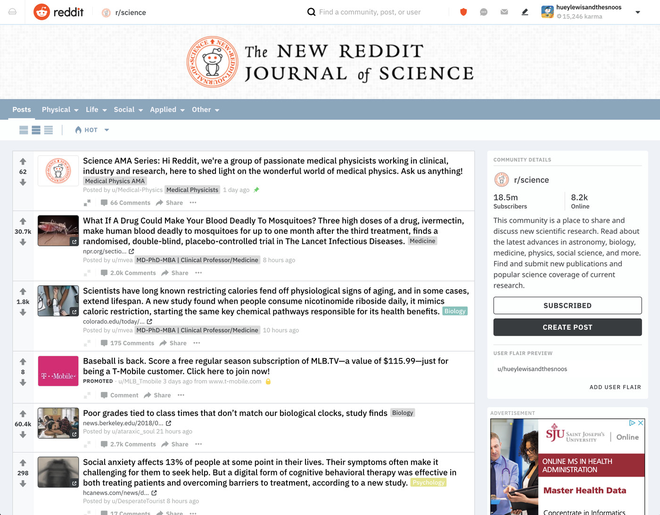 reddit
r/science
Find a community, post, or user
hueylewisandthesnoos
15,246 karma
The NEW REDDIT
JOURNAL of SCIENCE
Posts Physical Life Social Applied Other
HOT
62
Science AMA Series: Hi Reddit, we're a group of passionate medical physicists working in clinical,
industry and research, here to shed light on the wonderful world of medical physics. Ask us anything!
Medical Physics AMA
Posted by u/Medical-Physics Medical Physicists 1 day ago
66 Comments Share
30.7k
What If A Drug Could Make Your Blood Deadly To Mosquitoes? Three high doses of a drug, ivermectin,
make human blood deadly to mosquitoes for up to one month after the third treatment, finds a
randomised, double-blind, placebo-controlled trial in The Lancet Infectious Diseases. Medicine
npr.org/sectio...
Posted by u/mvea MD-PhD-MBA | Clinical Professor/Medicine 8 hours ago
2.0k Comments Share
1.8k
Scientists have long known restricting calories fend off physiological signs of aging, and in some cases,
extend lifespan. A new study found when people consume nicotinomide riboside daily, it mimics
caloric restriction, starting the same key chemical pathways responsible for its health benefits. Biology
colorado.edu/today/...
Posted by u/mvea MD-PhD-MBA | Clinical Professor/Medicine 10 hours ago
175 Comments Share
8
Baseball is back. Score a free regular season subscription of MLB.TV—a value of $115.99—just for
being a T-Mobile customer. Click here to join now!
T··Mobile·
PROMOTED · u/MLB_Tmobile 3 days ago from www.t-mobile.com
Comment Share
60.4k
Poor grades tied to class times that don't match our biological clocks, study finds Biology
news.berkeley.edu/2018/0...
Posted by u/ataraxic_soul 21 hours ago
2.7k Comments Share
298
Social anxiety affects 13% of people at some point in their lives. Their symptoms often make it
challenging for them to seek help. But a digital form of cognitive behavioral therapy was effective in
both treating patients and overcoming barriers to treatment, according to a new study. Psychology
hcanews.com/news/d...
Posted by u/DesperateTourist 8 hours ago
17 Comments Share
COMMUNITY DETAILS
r/science
18.5m 8.2k
Subscribers Online
This community is a place to share and
discuss new scientific research. Read about
the latest advances in astronomy, biology,
medicine, physics, social science, and more.
Find and submit new publications and
popular science coverage of current
research.
SUBSCRIBED
CREATE POST
USER FLAIR PREVIEW
u/hueylewisandthesnoos
ADD USER FLAIR
ADVERTISEMENT
SJU SAINT JOSEPH'S UNIVERSITY Online
ONLINE MS IN HEALTH
ADMINISTRATION
Master Health Data
Concentrate in Informatics